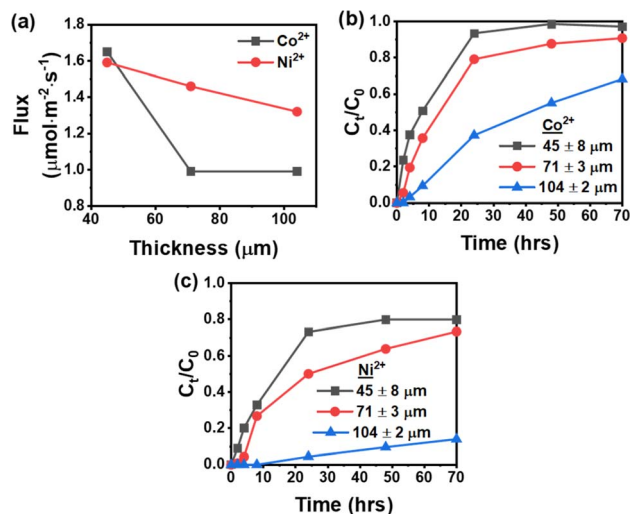 (a)
Flux
(μmol·m⁻²·s⁻¹)
1.8
1.6
1.4
1.2
1.0
0.8
Co²⁺
Ni²⁺
40
60
80
100
Thickness (μm)
(b)
Cₜ/C₀
1.0
0.8
0.6
0.4
0.2
0.0
Co²⁺
45 ± 8 μm
71 ± 3 μm
104 ± 2 μm
0 10 20 30 40 50 60 70
Time (hrs)
(c)
Cₜ/C₀
0.8
0.6
0.4
0.2
0.0
Ni²⁺
45 ± 8 μm
71 ± 3 μm
104 ± 2 μm
0 10 20 30 40 50 60 70
Time (hrs)